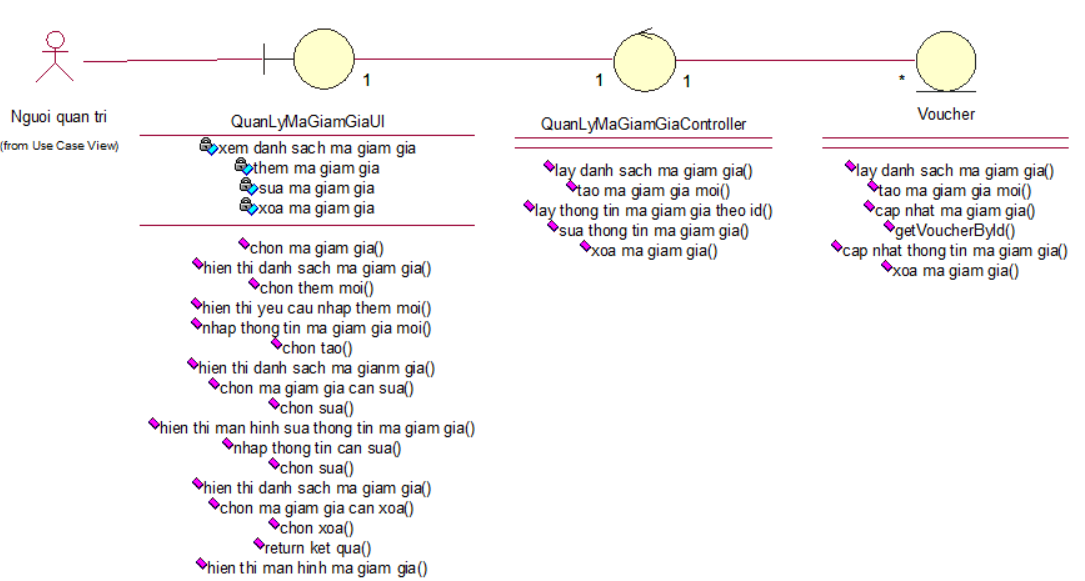 Nguoi quan tri
(from Use Case View)
1
1
1
*
QuanLyMaGiamGiaUI
xem danh sach ma giam gia
them ma giam gia
sua ma giam gia
xoa ma giam gia
chon ma giam gia()
hien thi danh sach ma giam gia()
chon them moi()
hien thi yeu cau nhap them moi()
nhap thong tin ma giam gia moi()
chon tao()
hien thi danh sach ma gianm gia()
chon ma giam gia can sua()
chon sua()
hien thi man hinh sua thong tin ma giam gia()
nhap thong tin can sua()
chon sua()
hien thi danh sach ma giam gia()
chon ma giam gia can xoa()
chon xoa()
return ket qua()
hien thi man hinh ma giam gia()
QuanLyMaGiamGiaController
lay danh sach ma giam gia()
tao ma giam gia moi()
lay thong tin ma giam gia theo id()
sua thong tin ma giam gia()
xoa ma giam gia()
Voucher
lay danh sach ma giam gia()
tao ma giam gia moi()
cap nhat ma giam gia()
getVoucherById()
cap nhat thong tin ma giam gia()
xoa ma giam gia()